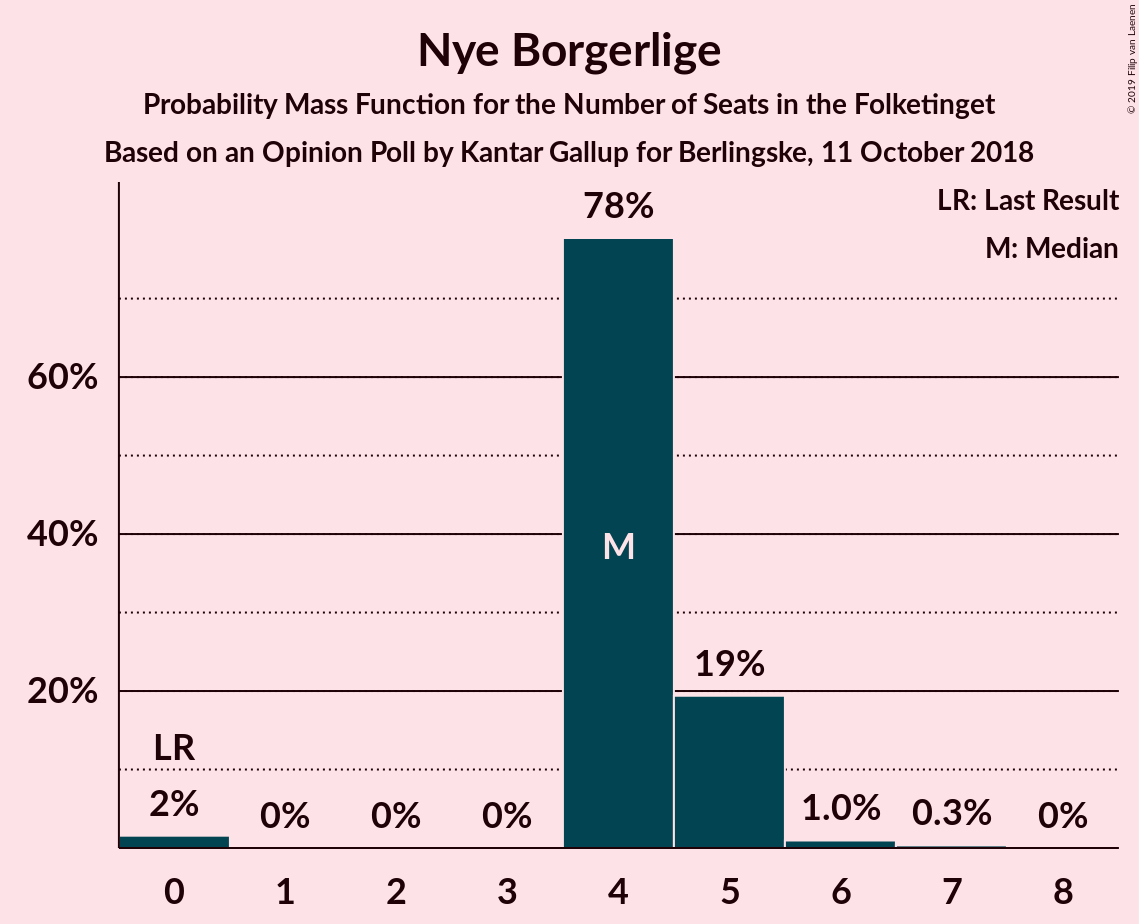 Nye Borgerlige
Probability Mass Function for the Number of Seats in the Folketinget
Based on an Opinion Poll by Kantar Gallup for Berlingske, 11 October 2018
© 2019 Filip van Laenen
LR: Last Result
M: Median
78%
60%
40%
M
19%
20%
LR
2%
0%
0%
0%
1.0%
0.3%
0%
0 1 2 3 4 5 6 7 8